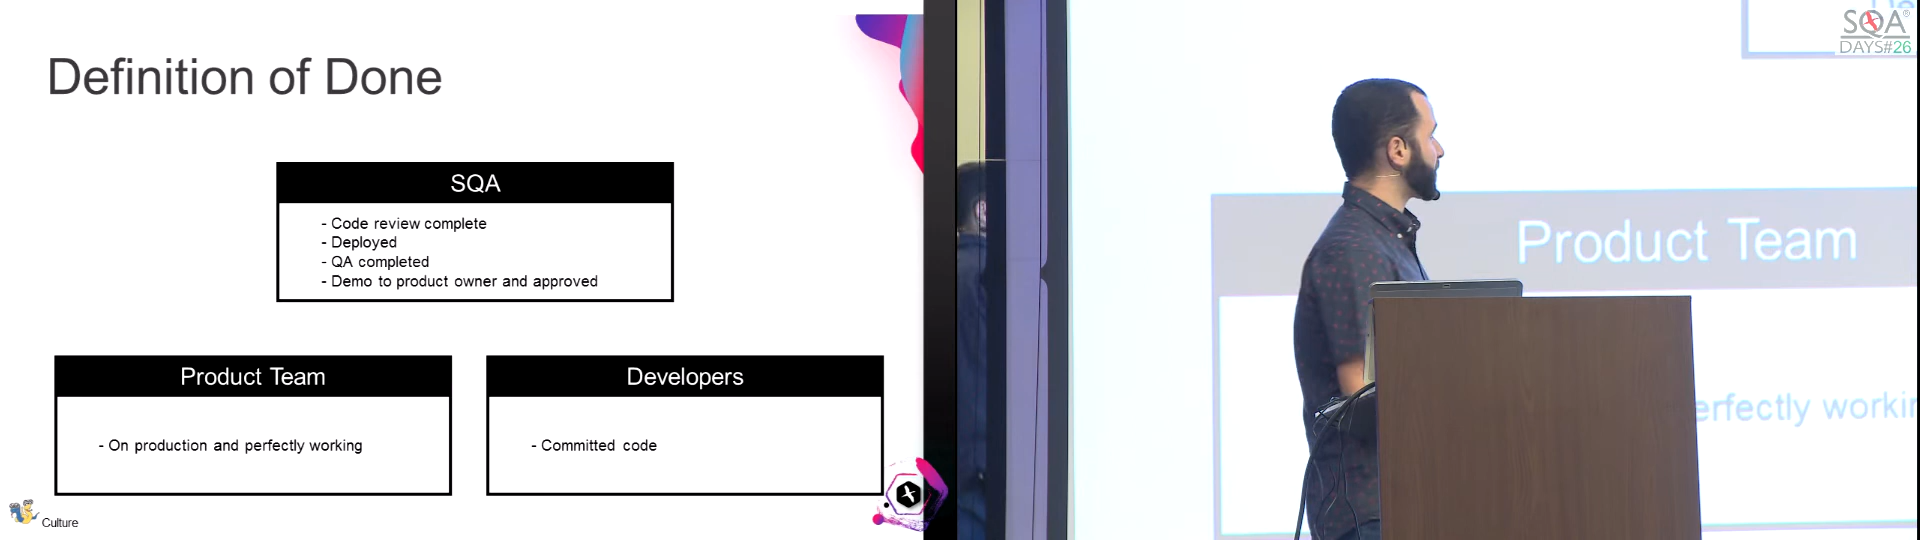 Definition of Done
SQA
- Code review complete
- Deployed
- QA completed
- Demo to product owner and approved
Product Team
- On production and perfectly working
Developers
- Committed code
Culture
SQA®
DAYS#26
Product Team
erfectly workin